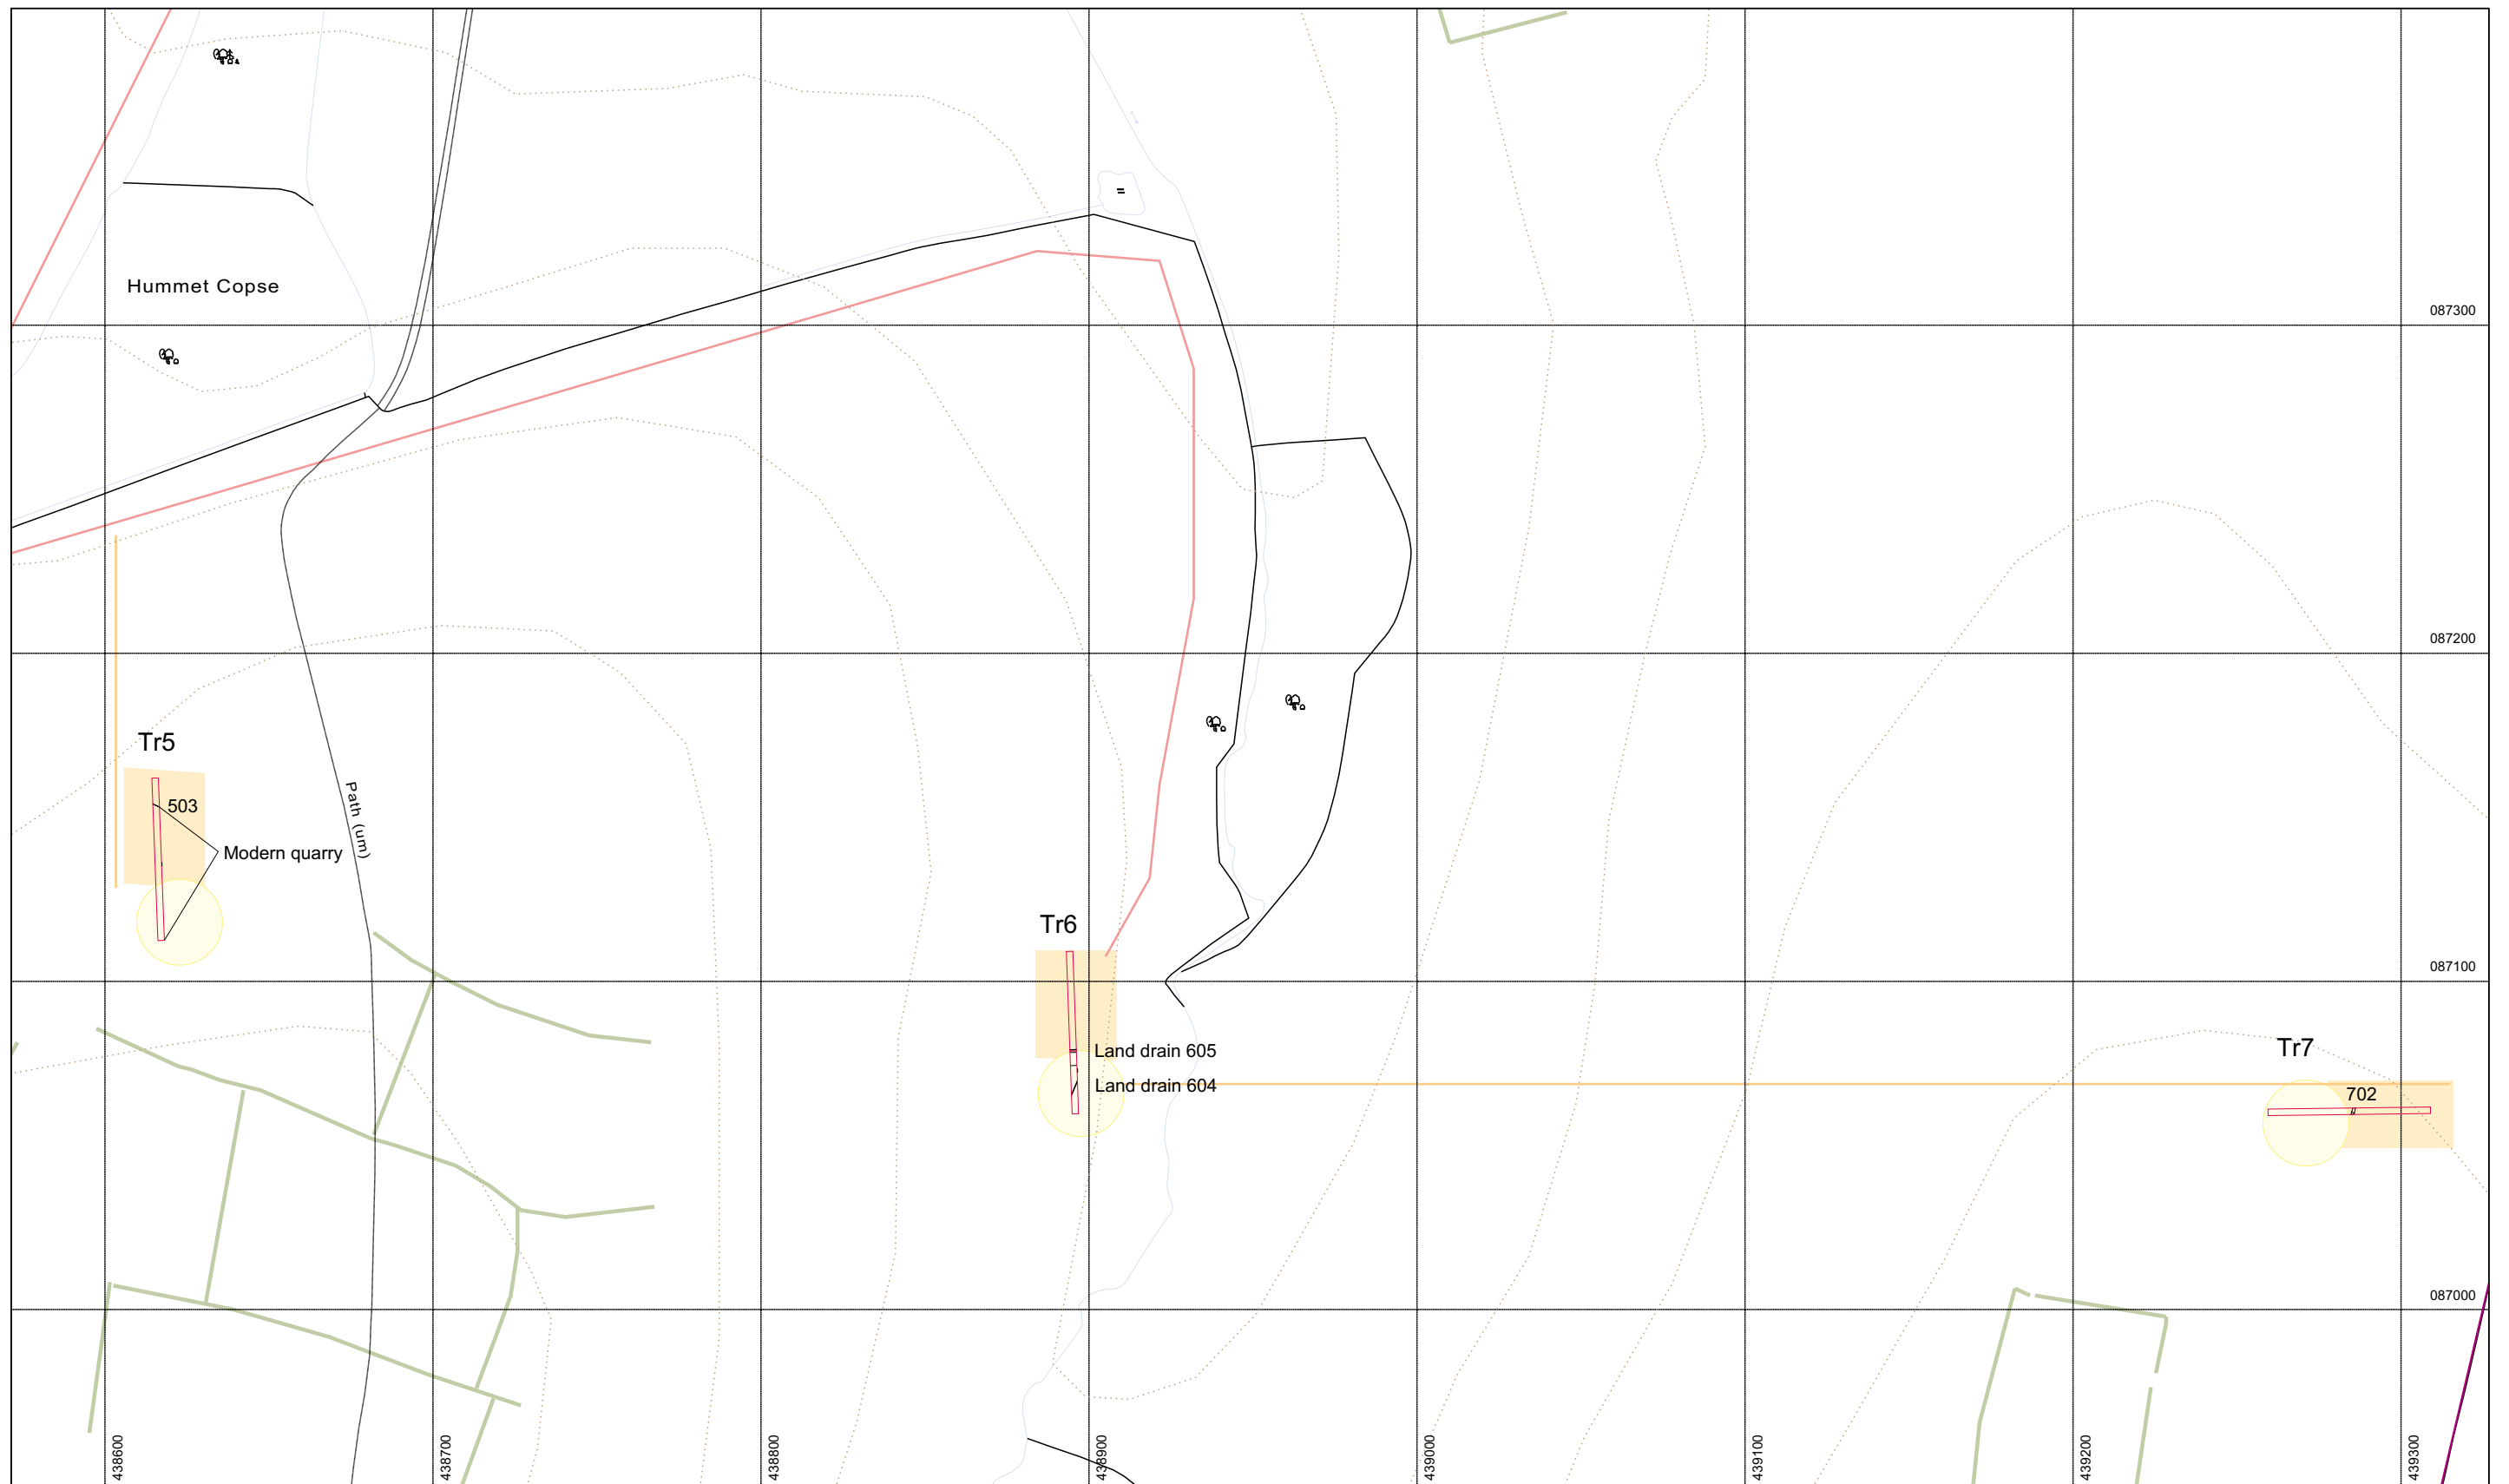 Hummet Copse
087300
087200
Tr5
503
Path (um)
Modern quarry
Tr6
087100
Land drain 605
Land drain 604
Tr7
702
087000
438600
438700
438800
438900
439000
439100
439200
439300